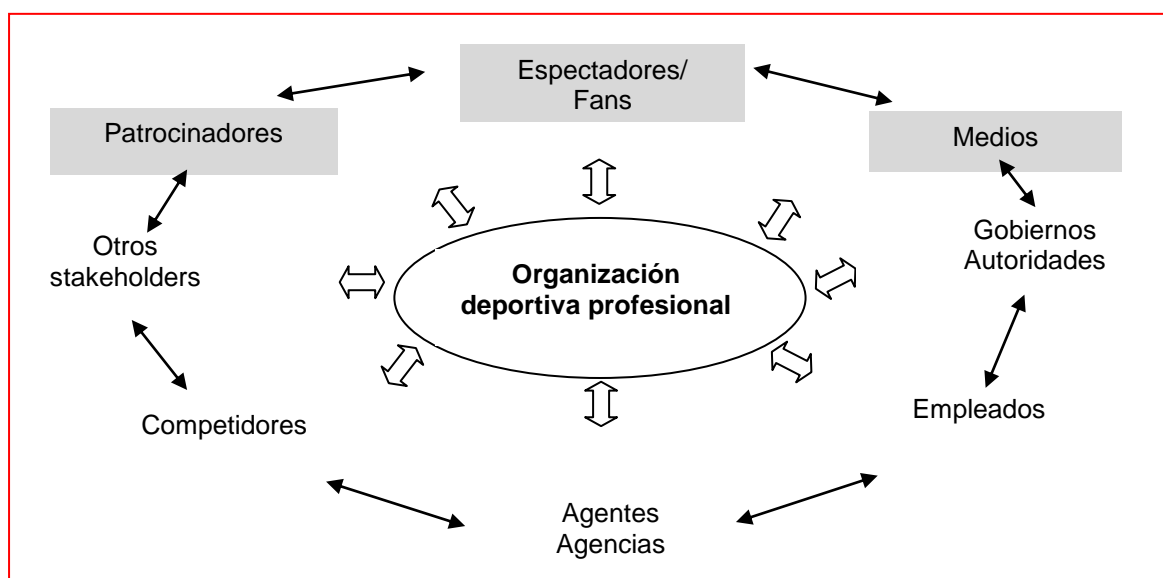 Espectadores/
Fans
Patrocinadores
Medios
Otros
stakeholders
Gobiernos
Autoridades
Organización
deportiva profesional
Competidores
Empleados
Agentes
Agencias